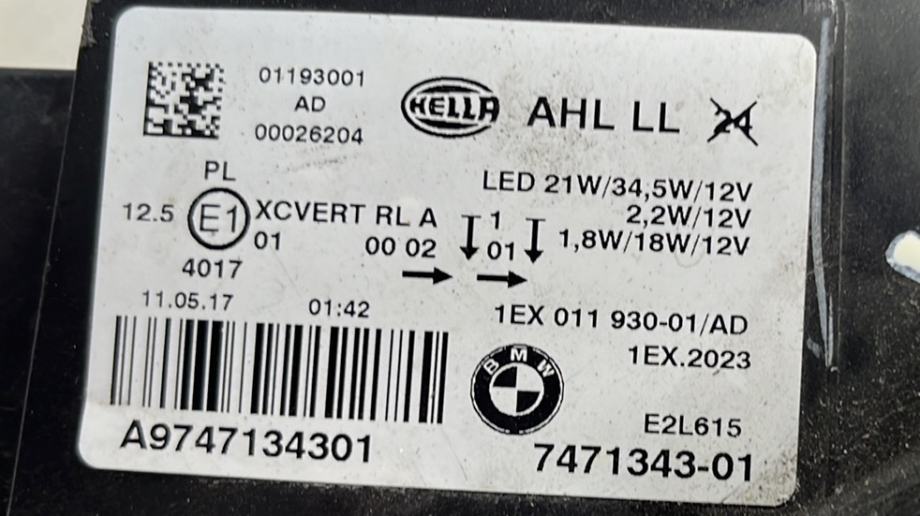 01193001
AD
00026204
HELLA
AHL LL 24
PL
12.5 E1 XCVERT RL A 1
01 00 02 01
4017
LED 21W/34,5W/12V
2,2W/12V
1,8W/18W/12V
11.05.17 01:42
1EX 011 930-01/AD
1EX.2023
BMW
E2L615
A9747134301
7471343-01